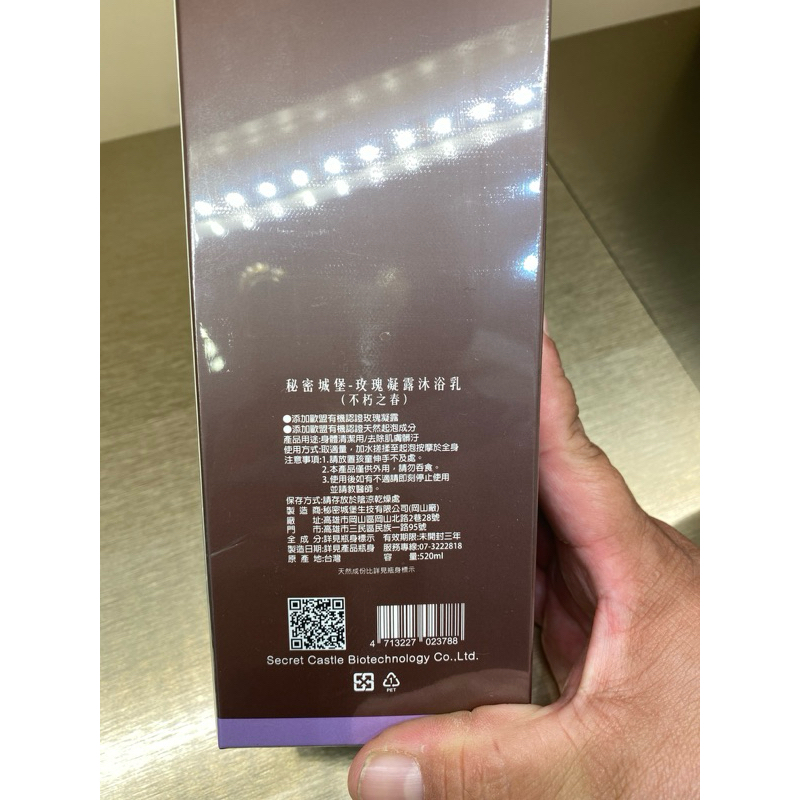 秘密城堡-玫瑰凝露沐浴乳
(不朽之春)
●添加歐盟有機認證玫瑰凝露
●添加歐盟有機認證天然起泡成分
產品用途:身體清潔用/去除肌膚髒汙
使用方式:取適量,加水搓揉至起泡按摩於全身
注意事項:1.請放置孩童伸手不及處。
2.本產品僅供外用,請勿吞食。
3.使用後如有不適請即刻停止使用
並請教醫師。
保存方式:請存放於陰涼乾燥處
製 造 商:秘密城堡生技有限公司(岡山廠)
廠 址:高雄市岡山區岡山北路2巷28號
門 市:高雄市三民區民族一路95號
全 成 分:詳見瓶身標示 有效期限:未開封三年
製造日期:詳見產品瓶身 服務專線:07-3222818
原 產 地:台灣 容 量:520ml
天然成份比詳見瓶身標示
4 713227 023788
Secret Castle Biotechnology Co.,Ltd.
PET